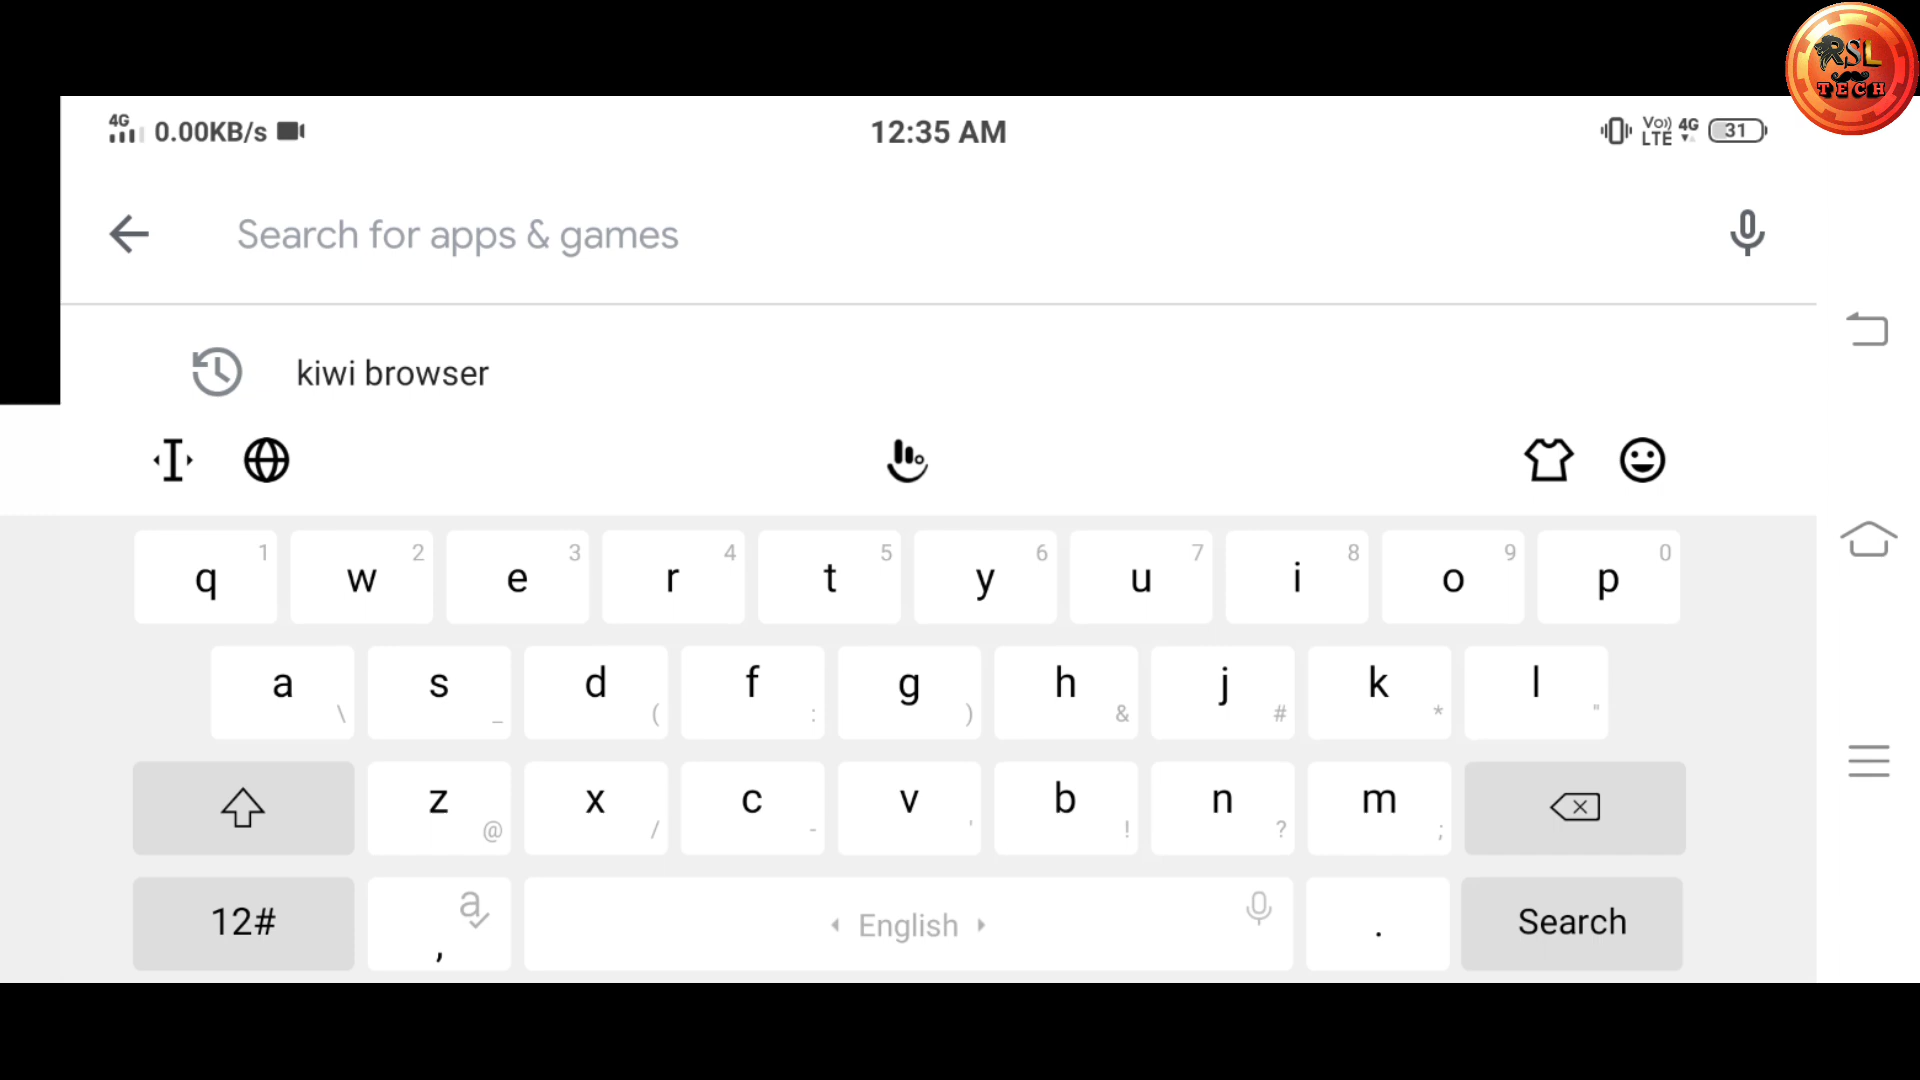 4G 0.00KB/s 12:35 AM Vo)) LTE 4G 31
RSL
TECH
Search for apps & games
kiwi browser
1 2 3 4 5 6 7 8 9 0
q w e r t y u i o p
a s d f g h j k l
\ _ ( : ) & # * "
z x c v b n m
@ / - ' ! ? ;
12# , a English . Search